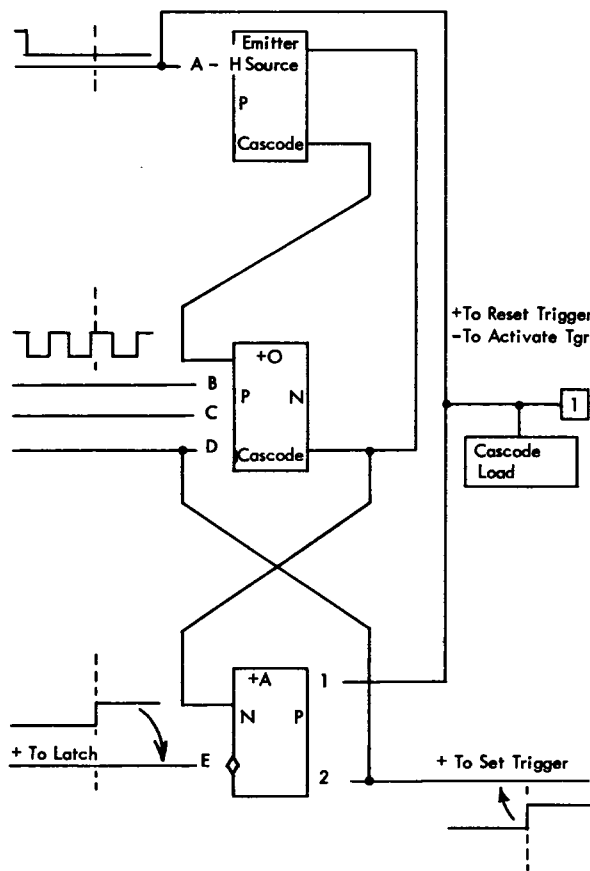 Emitter
A - H Source
P
Cascode
+To Reset Trigger
-To Activate Tgr
+O
B
P N
C
1
D
Cascode
Cascode
Load
+A
1
N P
+ To Latch
E
2
+ To Set Trigger